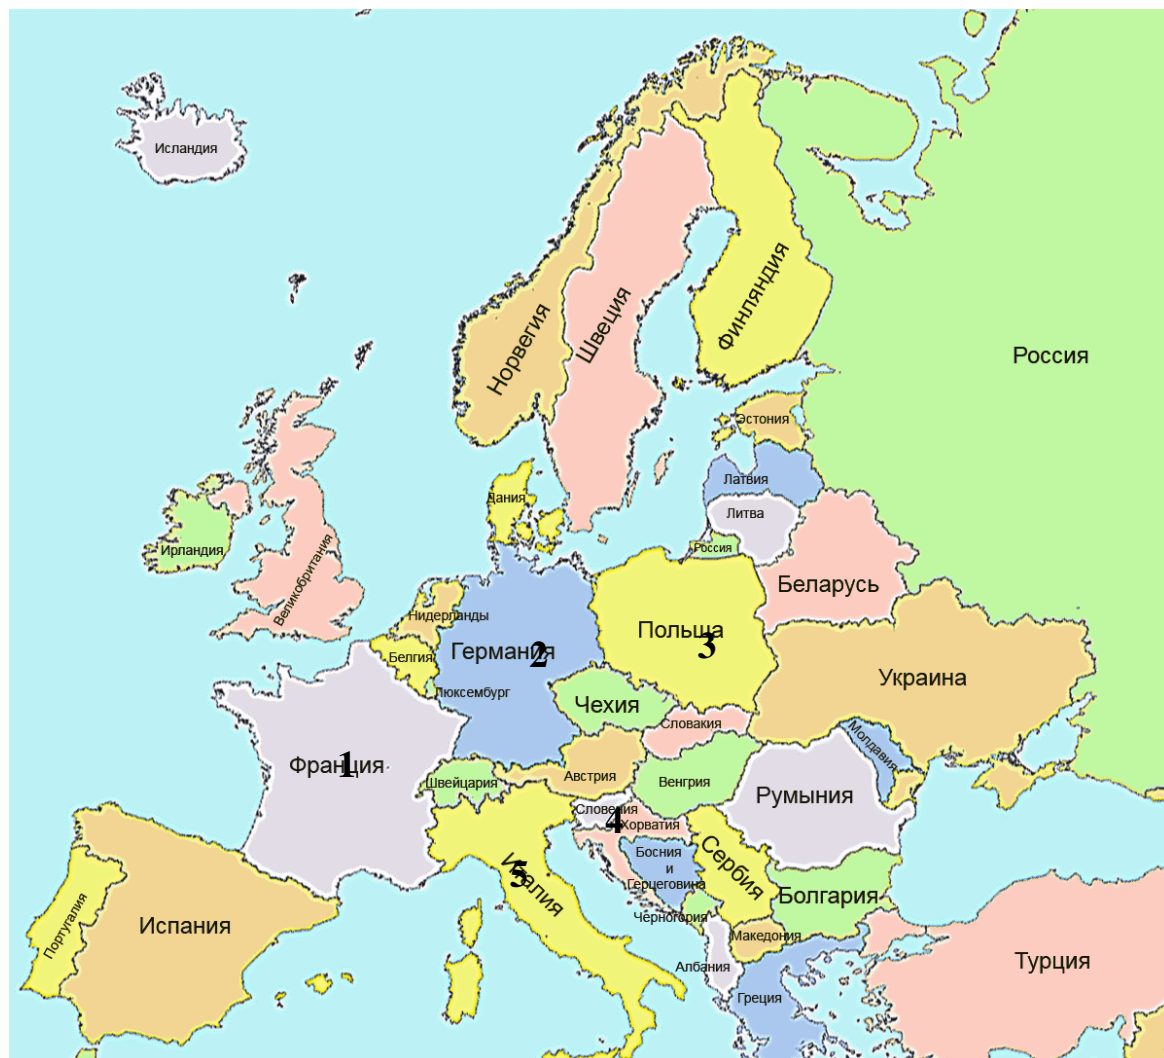 Исландия
Норвегия
Швеция
Финляндия
Россия
Эстония
Латвия
Литва
Россия
Дания
Ирландия
Великобритания
Беларусь
Нидерланды
Польша
3
Германия
2
Бельгия
Люксембург
Украина
Чехия
Словакия
Молдавия
Франция
1
Швейцария
Австрия
Венгрия
Румыния
Словения
4
Хорватия
Босния
и
Герцеговина
Сербия
Италия
5
Болгария
Черногория
Португалия
Испания
Македония
Албания
Турция
Греция